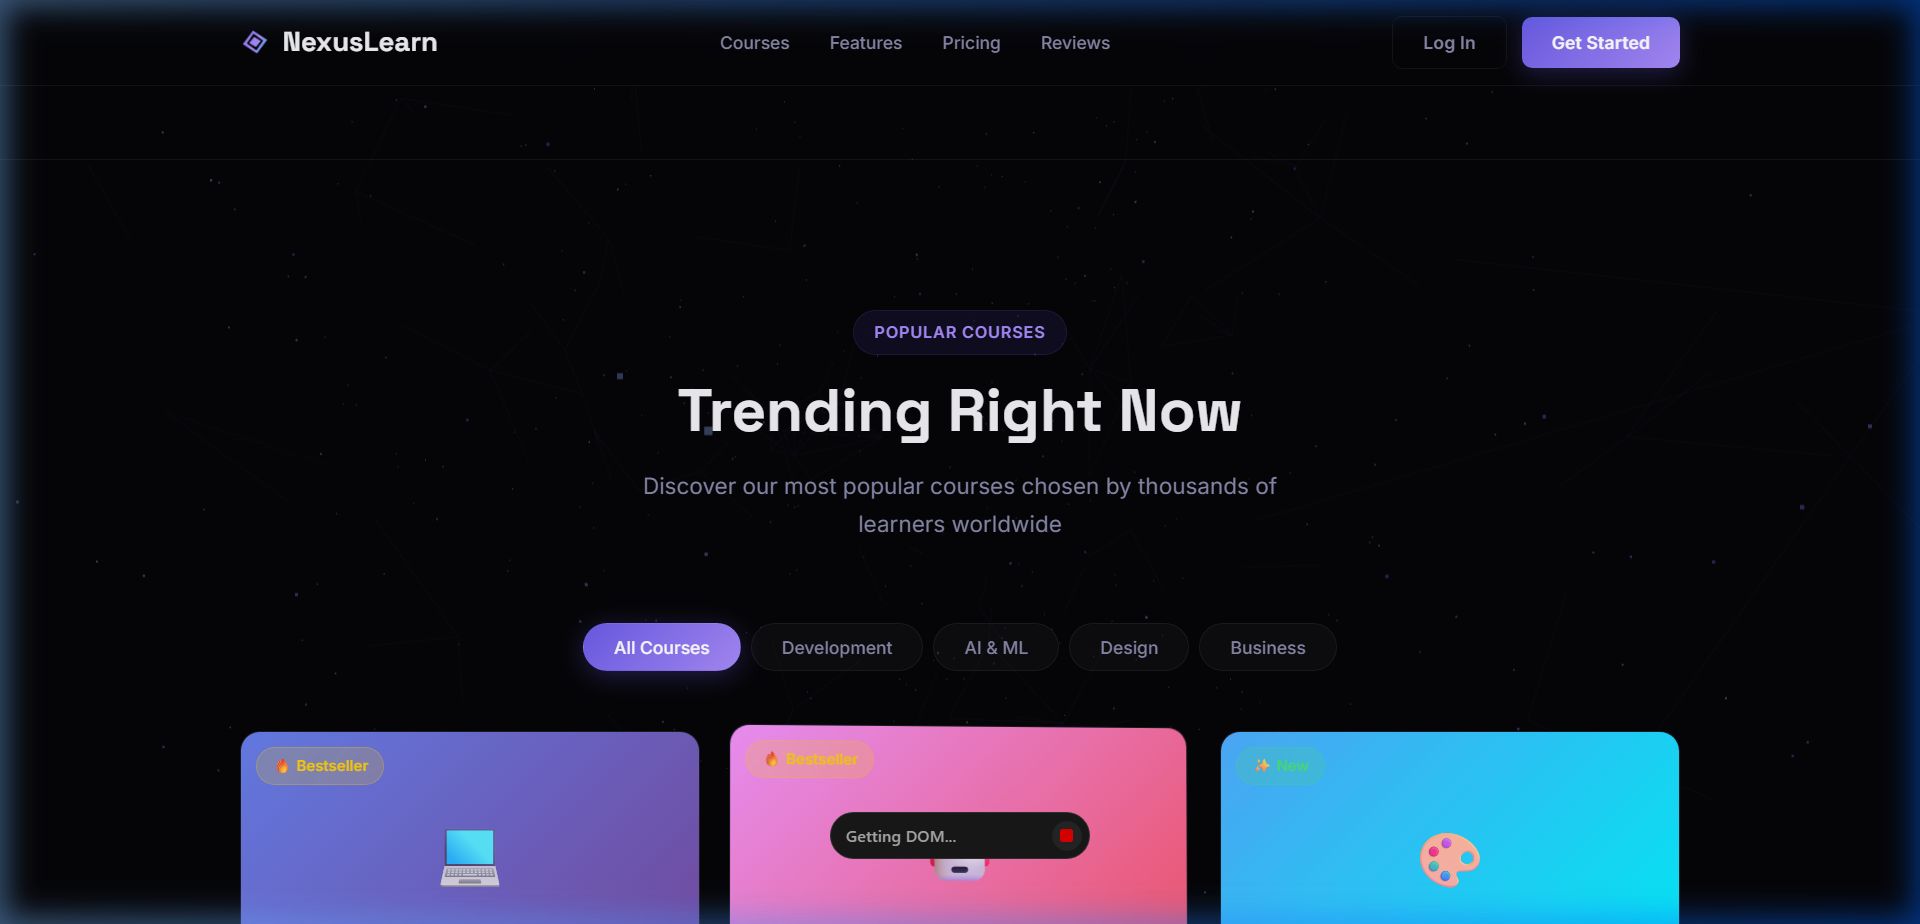 NexusLearn
Courses
Features
Pricing
Reviews
Log In
Get Started
POPULAR COURSES
Trending Right Now
Discover our most popular courses chosen by thousands of
learners worldwide
All Courses
Development
AI & ML
Design
Business
🔥 Bestseller
🔥 Bestseller
✨ New
Getting DOM...